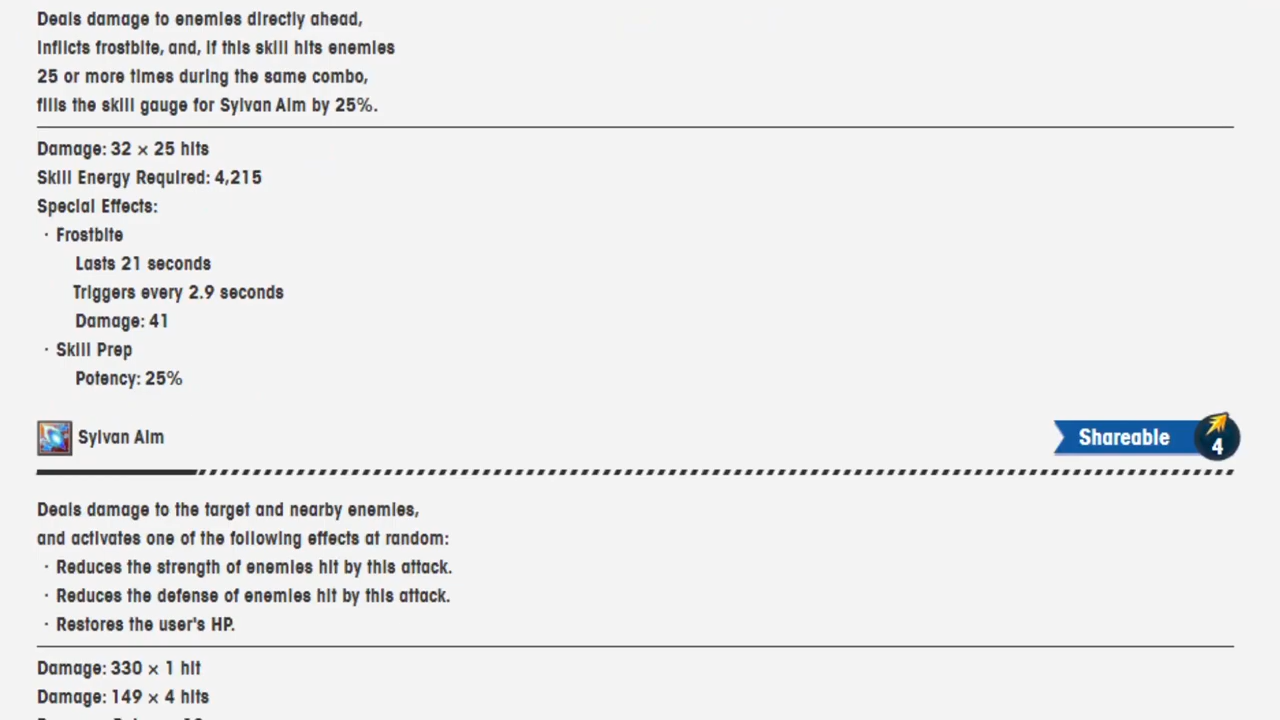 Deals damage to enemies directly ahead,
inflicts frostbite, and, if this skill hits enemies
25 or more times during the same combo,
fills the skill gauge for Sylvan Aim by 25%.
Damage: 32 × 25 hits
Skill Energy Required: 4,215
Special Effects:
· Frostbite
Lasts 21 seconds
Triggers every 2.9 seconds
Damage: 41
· Skill Prep
Potency: 25%
Sylvan Aim
Shareable 4
Deals damage to the target and nearby enemies,
and activates one of the following effects at random:
· Reduces the strength of enemies hit by this attack.
· Reduces the defense of enemies hit by this attack.
· Restores the user's HP.
Damage: 330 × 1 hit
Damage: 149 × 4 hits